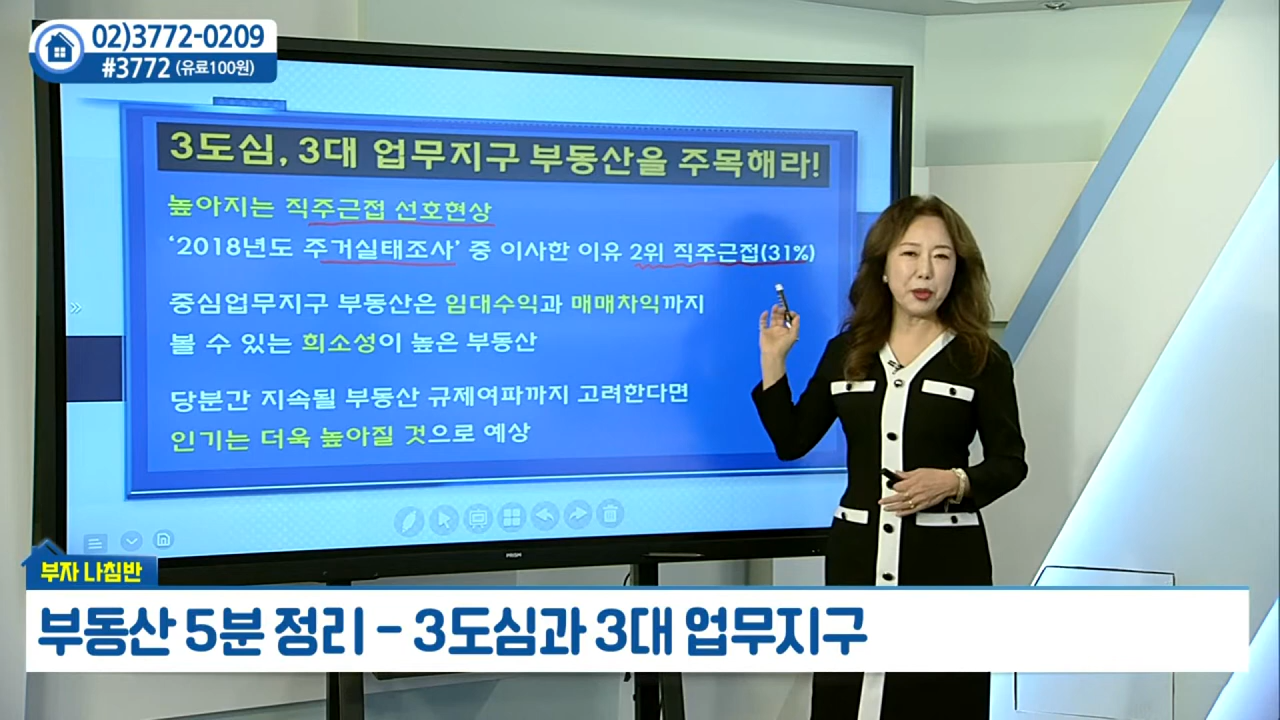 02)3772-0209
#3772 (유료100원)
3도심, 3대 업무지구 부동산을 주목해라!
높아지는 직주근접 선호현상
‘2018년도 주거실태조사’ 중 이사한 이유 2위 직주근접(31%)
중심업무지구 부동산은 임대수익과 매매차익까지
볼 수 있는 희소성이 높은 부동산
당분간 지속될 부동산 규제여파까지 고려한다면
인기는 더욱 높아질 것으로 예상
PRISM
부자 나침반
부동산 5분 정리 - 3도심과 3대 업무지구